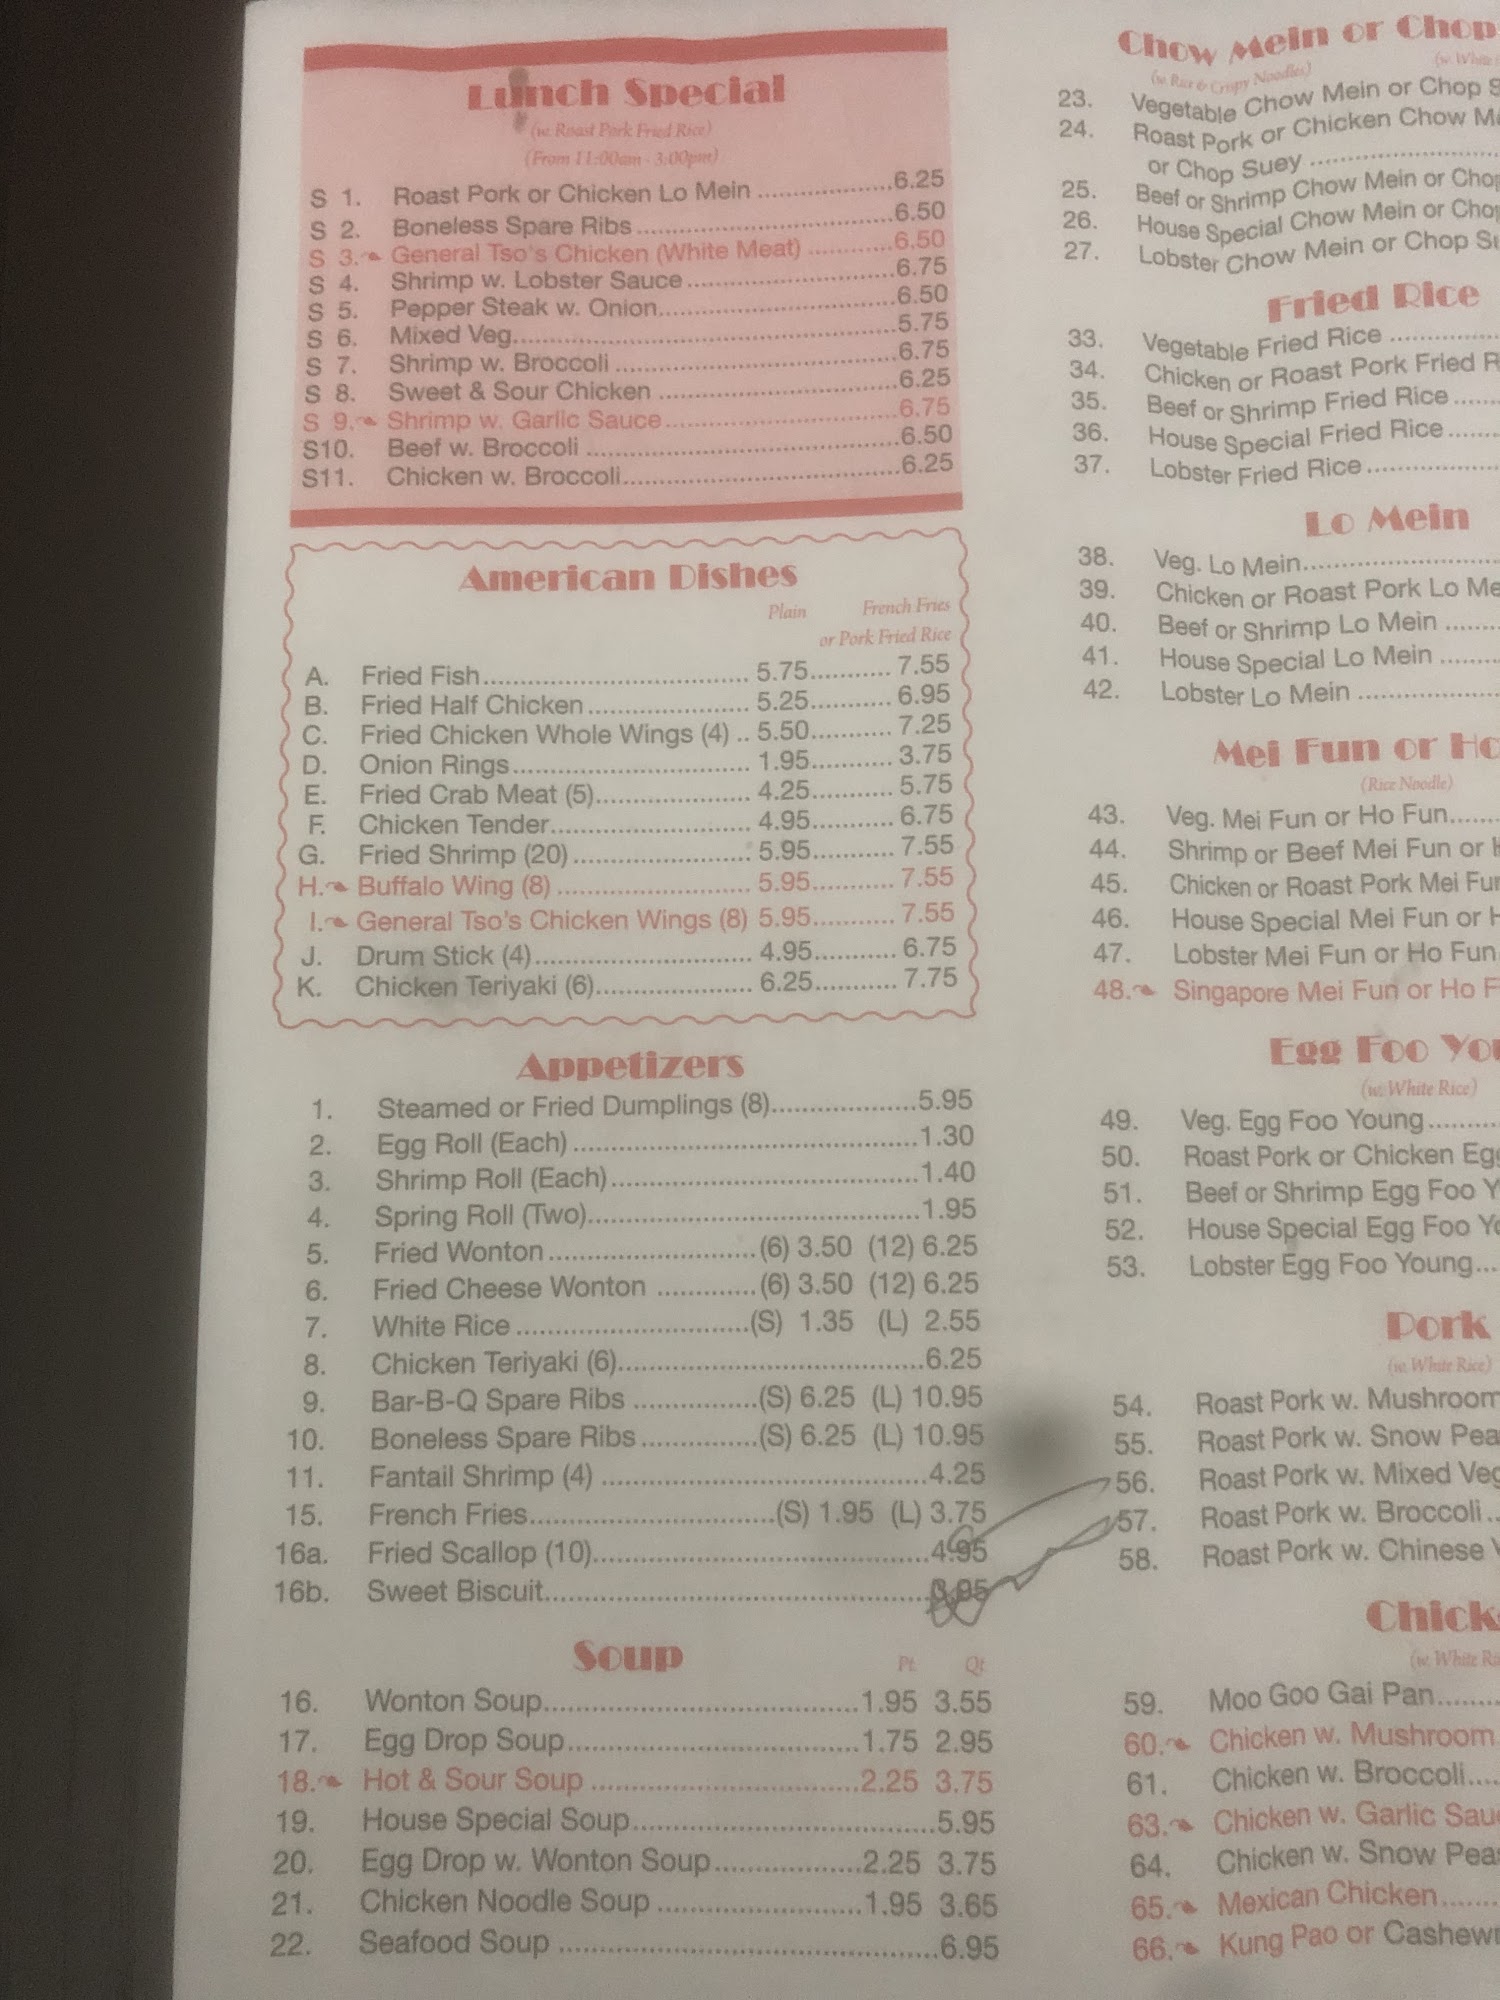 Lunch Special
(w. Roast Pork Fried Rice)
(From 11:00am - 3:00pm)
S 1. Roast Pork or Chicken Lo Mein ....................6.25
S 2. Boneless Spare Ribs ......................................6.50
S 3. General Tso's Chicken (White Meat) ............6.50
S 4. Shrimp w. Lobster Sauce ..............................6.75
S 5. Pepper Steak w. Onion..................................6.50
S 6. Mixed Veg......................................................5.75
S 7. Shrimp w. Broccoli ........................................6.75
S 8. Sweet & Sour Chicken ..................................6.25
S 9. Shrimp w. Garlic Sauce.................................6.75
S10. Beef w. Broccoli ............................................6.50
S11. Chicken w. Broccoli.......................................6.25
American Dishes
Plain French Fries
or Pork Fried Rice
A. Fried Fish................................... 5.75........... 7.55
B. Fried Half Chicken..................... 5.25........... 6.95
C. Fried Chicken Whole Wings (4) .. 5.50........... 7.25
D. Onion Rings............................... 1.95........... 3.75
E. Fried Crab Meat (5).................... 4.25........... 5.75
F. Chicken Tender.......................... 4.95........... 6.75
G. Fried Shrimp (20)....................... 5.95........... 7.55
H. Buffalo Wing (8) ......................... 5.95........... 7.55
I. General Tso's Chicken Wings (8) 5.95........... 7.55
J. Drum Stick (4)............................ 4.95........... 6.75
K. Chicken Teriyaki (6).................... 6.25........... 7.75
Appetizers
1. Steamed or Fried Dumplings (8)...................5.95
2. Egg Roll (Each) .............................................1.30
3. Shrimp Roll (Each)........................................1.40
4. Spring Roll (Two)...........................................1.95
5. Fried Wonton...........................(6) 3.50 (12) 6.25
6. Fried Cheese Wonton .............(6) 3.50 (12) 6.25
7. White Rice ..............................(S) 1.35 (L) 2.55
8. Chicken Teriyaki (6).......................................6.25
9. Bar-B-Q Spare Ribs ................(S) 6.25 (L) 10.95
10. Boneless Spare Ribs...............(S) 6.25 (L) 10.95
11. Fantail Shrimp (4) ..........................................4.25
15. French Fries................................(S) 1.95 (L) 3.75
16a. Fried Scallop (10)...........................................4.95
16b. Sweet Biscuit..................................................3.95
Soup
Pt. Qt.
16. Wonton Soup........................................1.95 3.55
17. Egg Drop Soup.....................................1.75 2.95
18. Hot & Sour Soup ..................................2.25 3.75
19. House Special Soup.......................................5.95
20. Egg Drop w. Wonton Soup...................2.25 3.75
21. Chicken Noodle Soup ..........................1.95 3.65
22. Seafood Soup ................................................6.95
Chow Mein or Chop
(w. Rice & Crispy Noodles) (w. White
23. Vegetable Chow Mein or Chop S
24. Roast Pork or Chicken Chow M
or Chop Suey ........................
25. Beef or Shrimp Chow Mein or Chop
26. House Special Chow Mein or Chop
27. Lobster Chow Mein or Chop Su
Fried Rice
33. Vegetable Fried Rice ..............
34. Chicken or Roast Pork Fried R
35. Beef or Shrimp Fried Rice......
36. House Special Fried Rice.......
37. Lobster Fried Rice..................
Lo Mein
38. Veg. Lo Mein..........................
39. Chicken or Roast Pork Lo Me
40. Beef or Shrimp Lo Mein ........
41. House Special Lo Mein .........
42. Lobster Lo Mein ....................
Mei Fun or Ho
(Rice Noodle)
43. Veg. Mei Fun or Ho Fun.......
44. Shrimp or Beef Mei Fun or H
45. Chicken or Roast Pork Mei Fun
46. House Special Mei Fun or H
47. Lobster Mei Fun or Ho Fun
48. Singapore Mei Fun or Ho F
Egg Foo You
(w. White Rice)
49. Veg. Egg Foo Young..........
50. Roast Pork or Chicken Egg
51. Beef or Shrimp Egg Foo Y
52. House Special Egg Foo Yo
53. Lobster Egg Foo Young...
Pork
(w. White Rice)
54. Roast Pork w. Mushroom
55. Roast Pork w. Snow Pea
56. Roast Pork w. Mixed Veg
57. Roast Pork w. Broccoli..
58. Roast Pork w. Chinese V
Chick
(w. White Ri
59. Moo Goo Gai Pan........
60. Chicken w. Mushroom
61. Chicken w. Broccoli....
63. Chicken w. Garlic Sauc
64. Chicken w. Snow Peas
65. Mexican Chicken.......
66. Kung Pao or Cashew